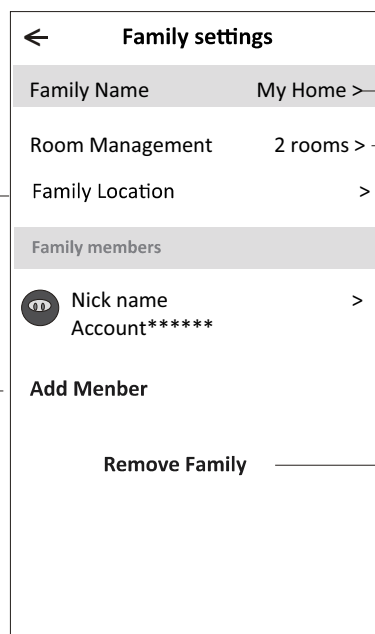 Family settings
Family Name My Home >
Room Management 2 rooms >
Family Location >
Family members
Nick name >
Account******
Add Menber
Remove Family